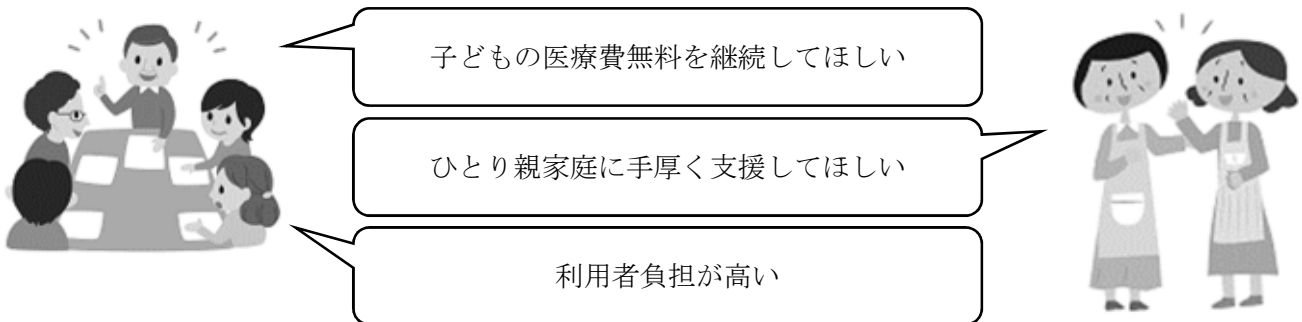 子どもの医療費無料を継続してほしい
ひとり親家庭に手厚く支援してほしい
利用者負担が高い